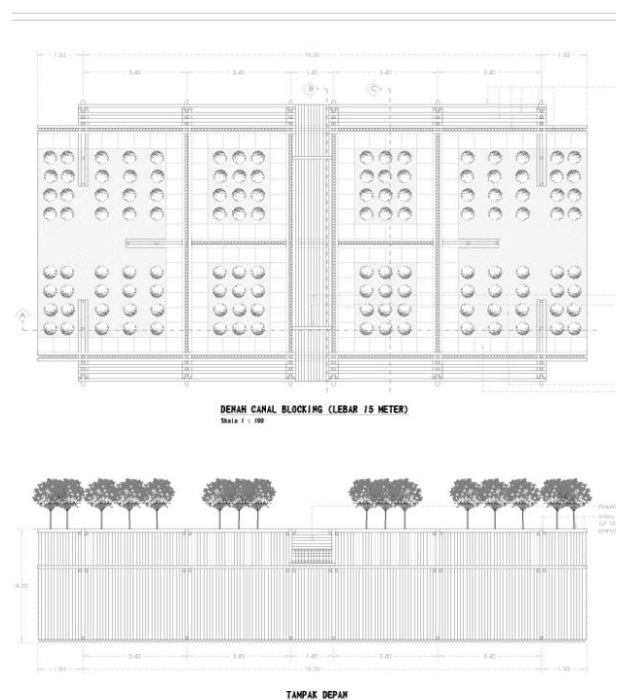 1.50 15.00 1.50
3.40 3.40 1.40 3.40 3.40
B C
A
DENAH CANAL BLOCKING (LEBAR 15 METER)
Skala 1 : 100
3.40 3.40 1.40 3.40 3.40
1.50 15.00 1.50
TAMPAK DEPAN